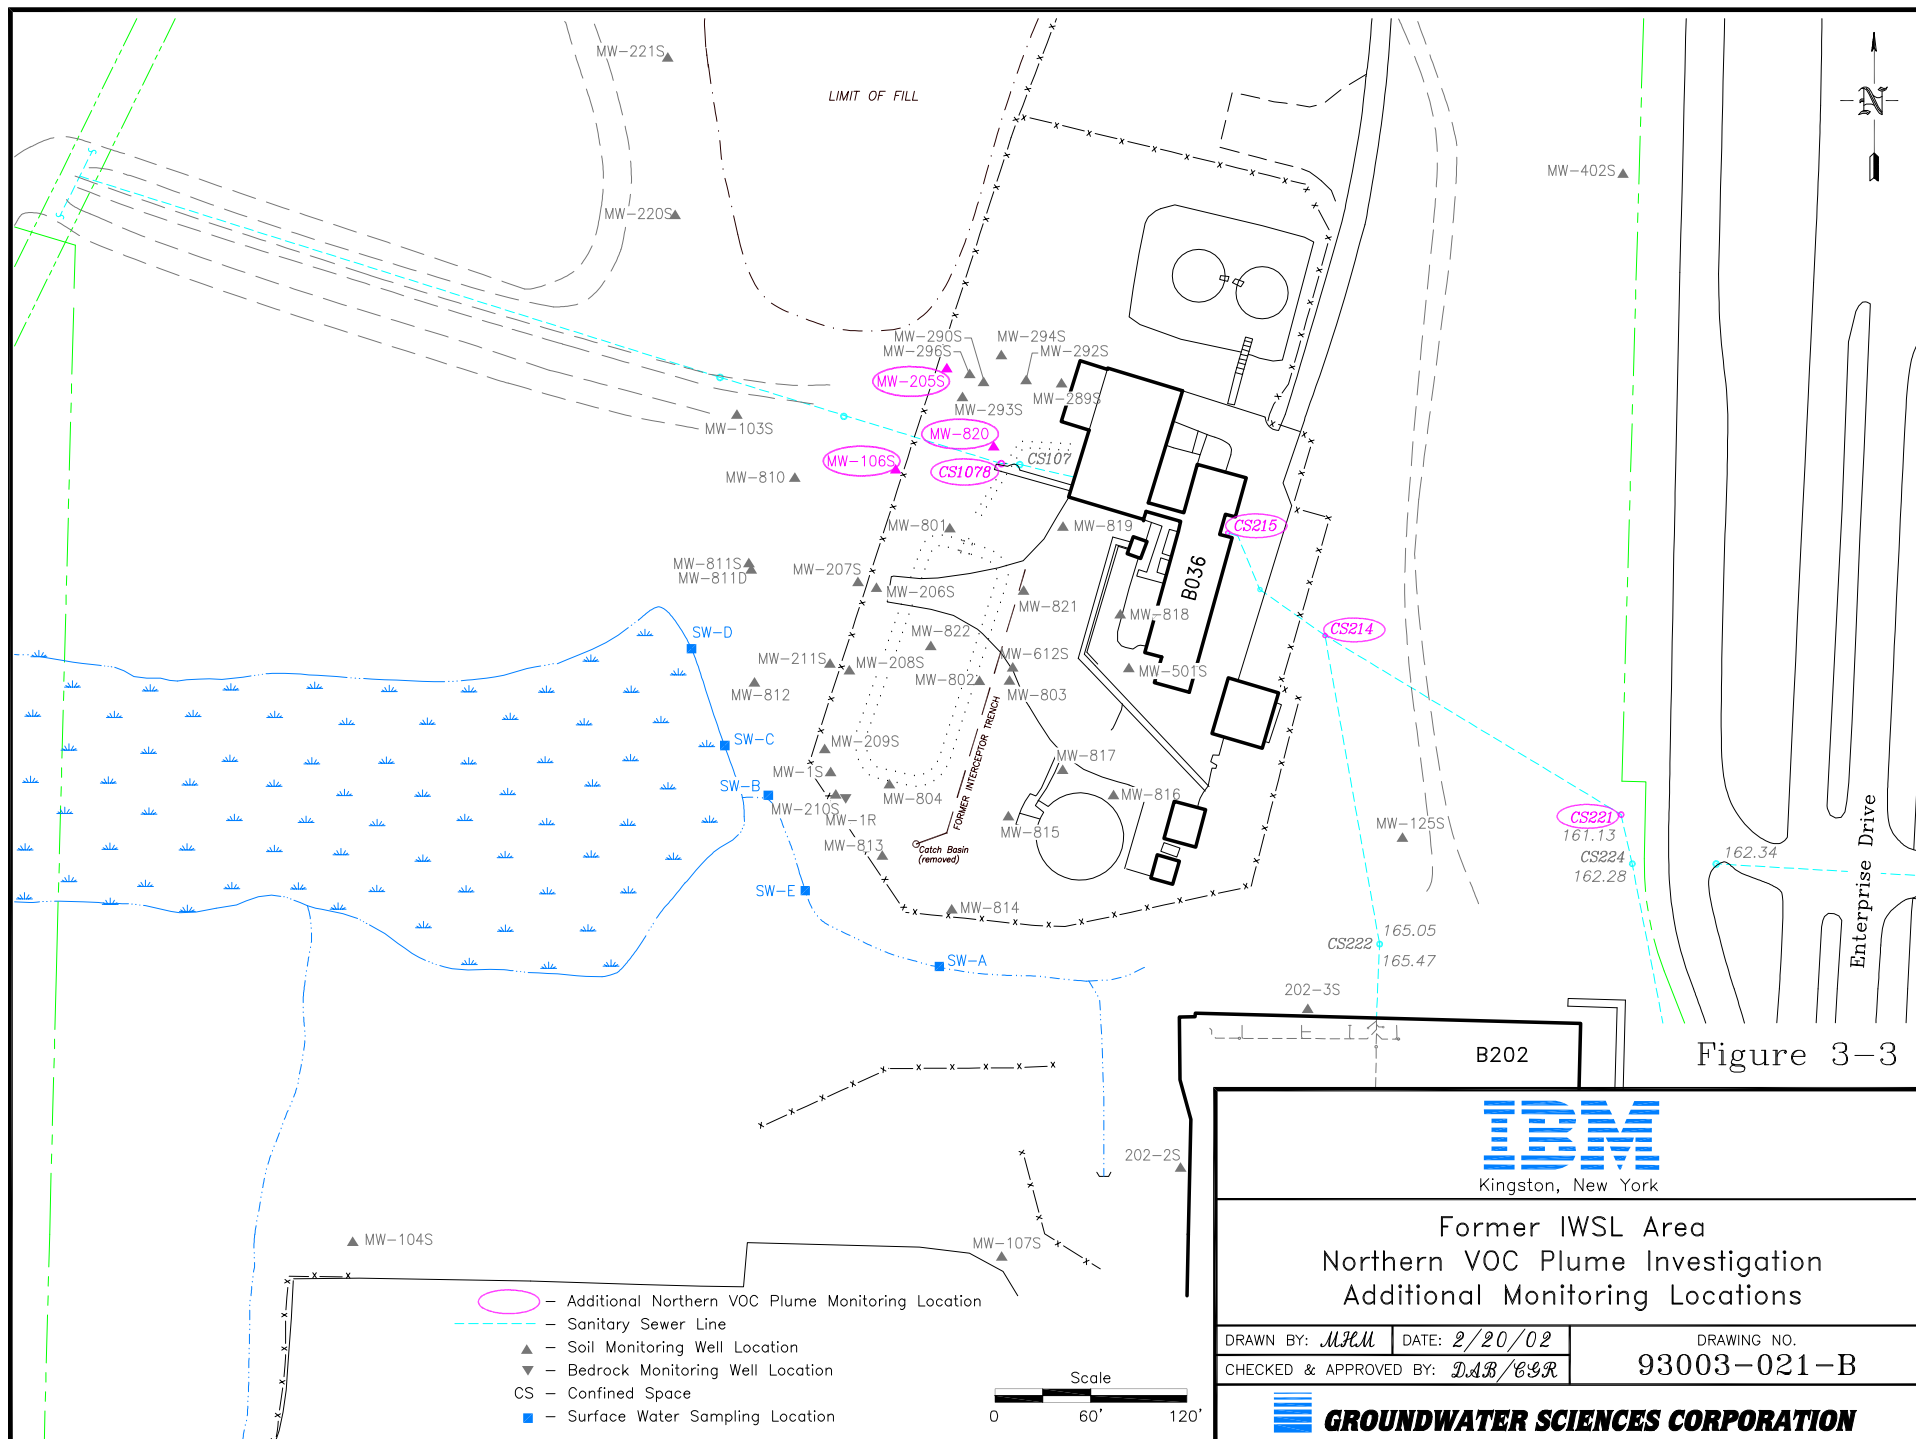 MW-221S
LIMIT OF FILL
N
MW-402S
MW-220S
MW-290S
MW-294S
MW-296S
MW-292S
MW-205S
MW-289S
MW-293S
MW-103S
MW-820
CS107
MW-106S
CS1078
MW-810
MW-801
MW-819
CS215
MW-811S
MW-811D
MW-207S
MW-206S
B036
MW-821
MW-818
SW-D
MW-822
CS214
MW-211S
MW-208S
MW-612S
MW-501S
MW-812
MW-802
MW-803
FORMER INTERCEPTOR TRENCH
SW-C
MW-209S
MW-1S
MW-817
SW-B
MW-210S
MW-804
MW-816
MW-1R
MW-815
MW-125S
CS221
161.13
CS224
162.28
162.34
Enterprise Drive
MW-813
Catch Basin
(removed)
SW-E
MW-814
165.05
CS222
165.47
SW-A
202-3S
B202
Figure 3-3
202-2S
MW-104S
MW-107S
– Additional Northern VOC Plume Monitoring Location
– Sanitary Sewer Line
– Soil Monitoring Well Location
– Bedrock Monitoring Well Location
CS – Confined Space
– Surface Water Sampling Location
Scale
0 60' 120'
IBM
Kingston, New York
Former IWSL Area
Northern VOC Plume Investigation
Additional Monitoring Locations
DRAWN BY: MHM DATE: 2/20/02
CHECKED & APPROVED BY: DAB/CGR
DRAWING NO.
93003-021-B
GROUNDWATER SCIENCES CORPORATION